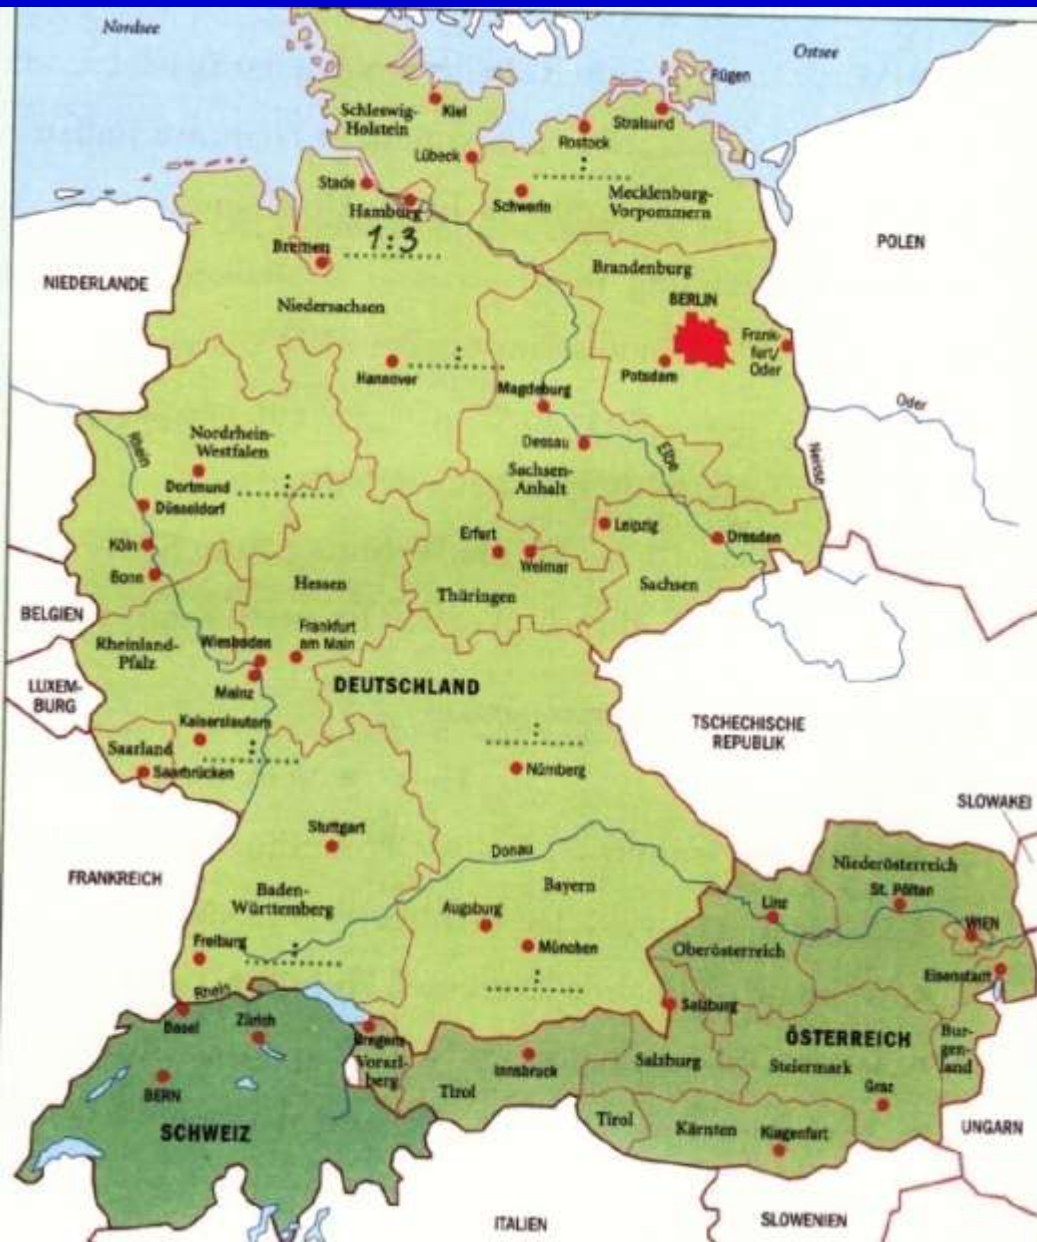 Nordsee
Ostsee
Rügen
Kiel
Schleswig-
Holstein
Stralsund
Rostock
Lübeck
:
Stade
Schwerin
Mecklenburg-
Vorpommern
Hamburg
1:3
Bremen
POLEN
Brandenburg
NIEDERLANDE
BERLIN
Niedersachsen
Frank-
furt/
Oder
:
Hannover
Potsdam
Magdeburg
Oder
Nordrhein-
Westfalen
Rhein
Dessau
Elbe
Neisse
Sachsen-
Anhalt
Dortmund
:
Düsseldorf
Leipzig
Erfurt
Dresden
Köln
Weimar
Bonn
Hessen
Sachsen
Thüringen
BELGIEN
Frankfurt
am Main
Wiesbaden
Rheinland-
Pfalz
DEUTSCHLAND
Mainz
LUXEM-
BURG
Kaiserslautern
TSCHECHISCHE
REPUBLIK
:
Saarland
:
Saarbrücken
Nürnberg
SLOWAKEI
Stuttgart
Donau
Niederösterreich
FRANKREICH
Bayern
Baden-
Württemberg
St. Pölten
Linz
Augsburg
WIEN
Freiburg
:
München
Oberösterreich
Eisenstadt
:
Rhein
Salzburg
Basel
Zürich
Bregenz
ÖSTERREICH
Bur-
gen-
land
Vorarl-
berg
Innsbruck
Salzburg
Steiermark
BERN
Tirol
Graz
SCHWEIZ
Tirol
Kärnten
Klagenfurt
UNGARN
ITALIEN
SLOWENIEN